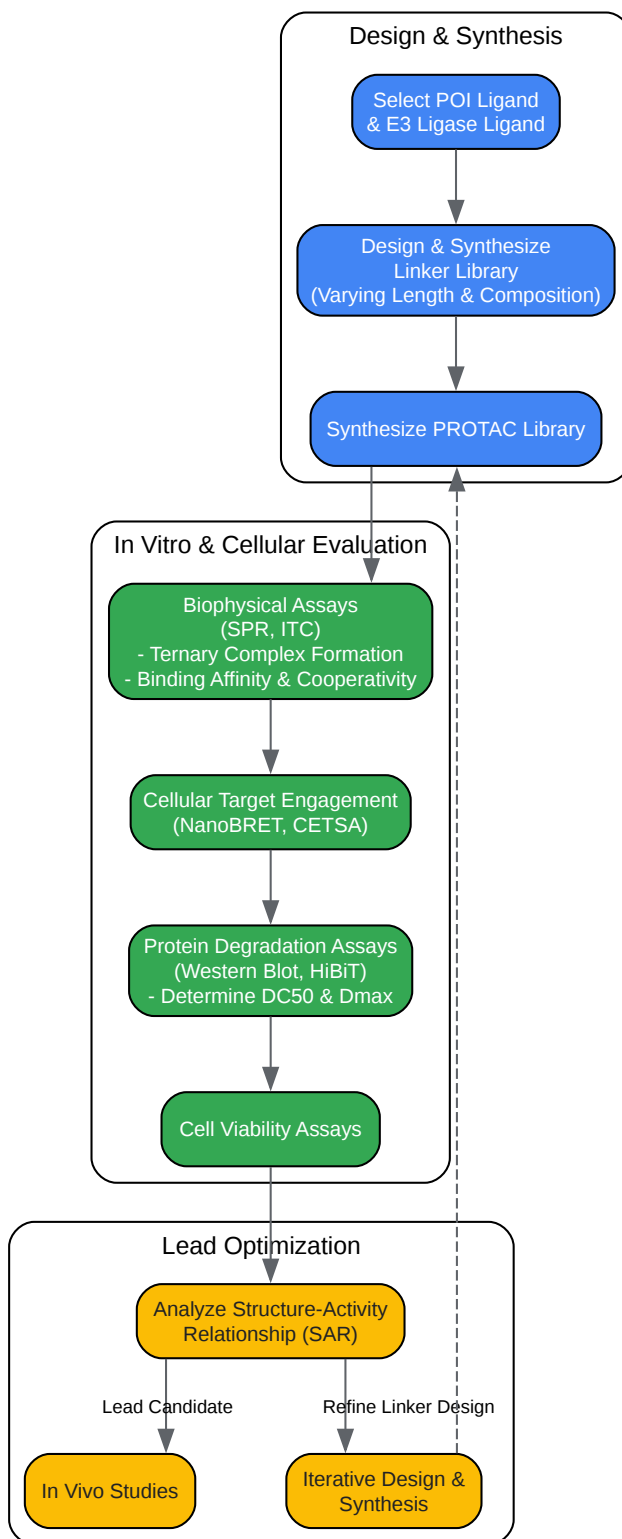 Design & Synthesis
Select POI Ligand
& E3 Ligase Ligand
Design & Synthesize
Linker Library
(Varying Length & Composition)
Synthesize PROTAC Library
In Vitro & Cellular Evaluation
Biophysical Assays
(SPR, ITC)
- Ternary Complex Formation
- Binding Affinity & Cooperativity
Cellular Target Engagement
(NanoBRET, CETSA)
Protein Degradation Assays
(Western Blot, HiBiT)
- Determine DC50 & Dmax
Cell Viability Assays
Lead Optimization
Analyze Structure-Activity
Relationship (SAR)
Lead Candidate
Refine Linker Design
In Vivo Studies
Iterative Design &
Synthesis